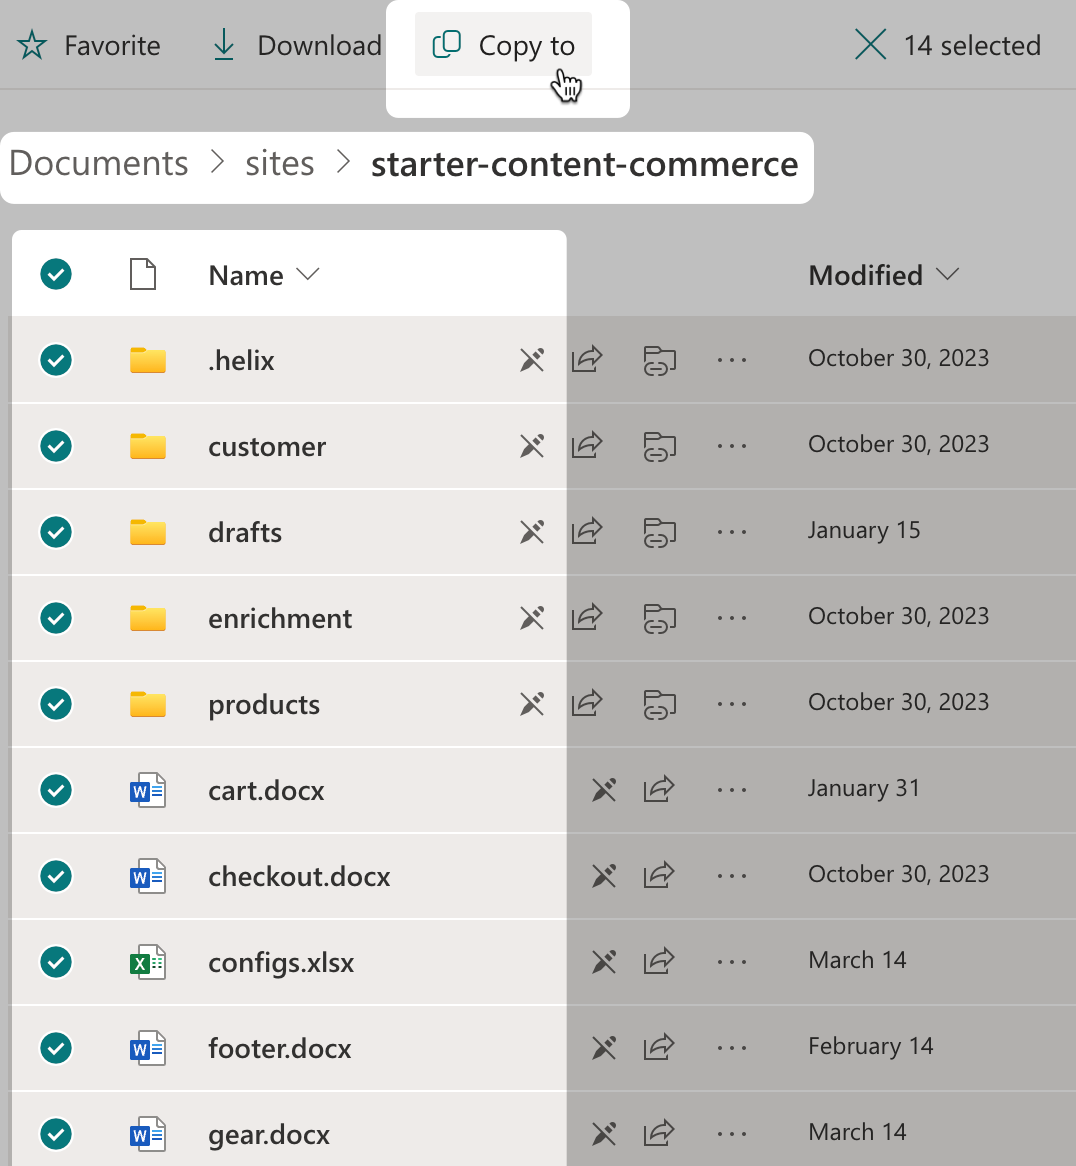 Favorite Download Copy to 14 selected
Documents > sites > starter-content-commerce
Name Modified
.helix October 30, 2023
customer October 30, 2023
drafts January 15
enrichment October 30, 2023
products October 30, 2023
cart.docx January 31
checkout.docx October 30, 2023
configs.xlsx March 14
footer.docx February 14
gear.docx March 14